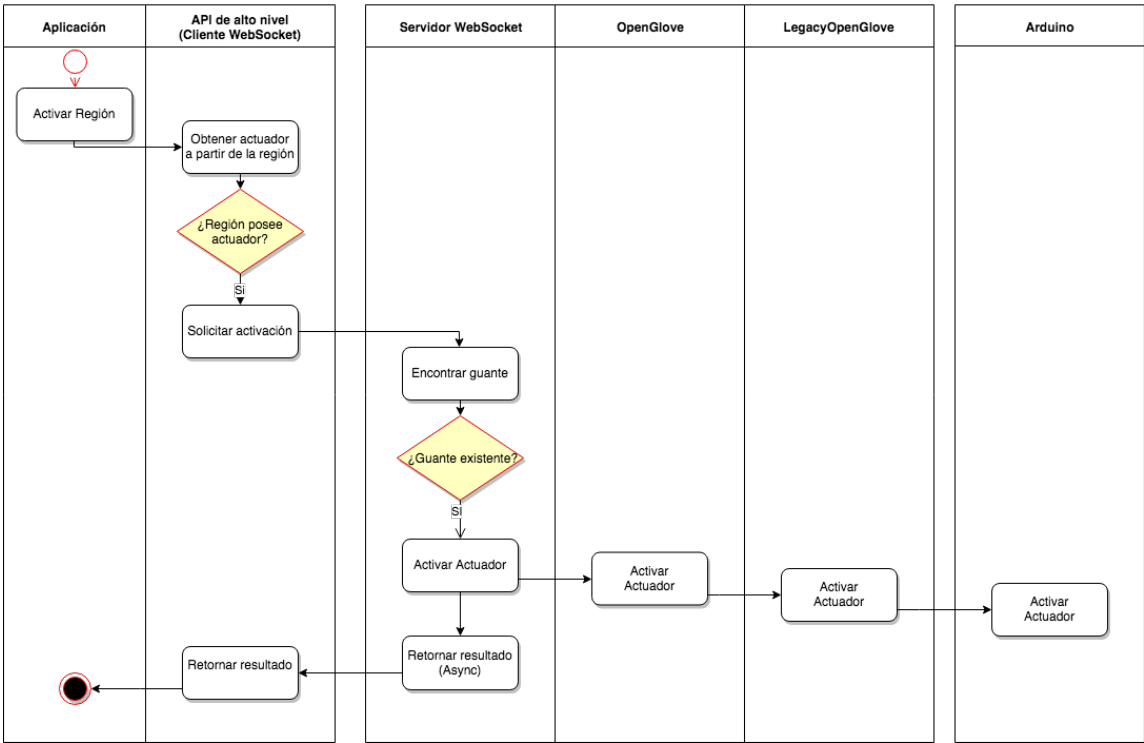 Aplicación
API de alto nivel
(Cliente WebSocket)
Servidor WebSocket
OpenGlove
LegacyOpenGlove
Arduino
Activar Región
Obtener actuador
a partir de la región
¿Región posee
actuador?
Si
Solicitar activación
Encontrar guante
¿Guante existente?
SI
Activar Actuador
Activar
Actuador
Activar
Actuador
Activar
Actuador
Retornar resultado
(Async)
Retornar resultado